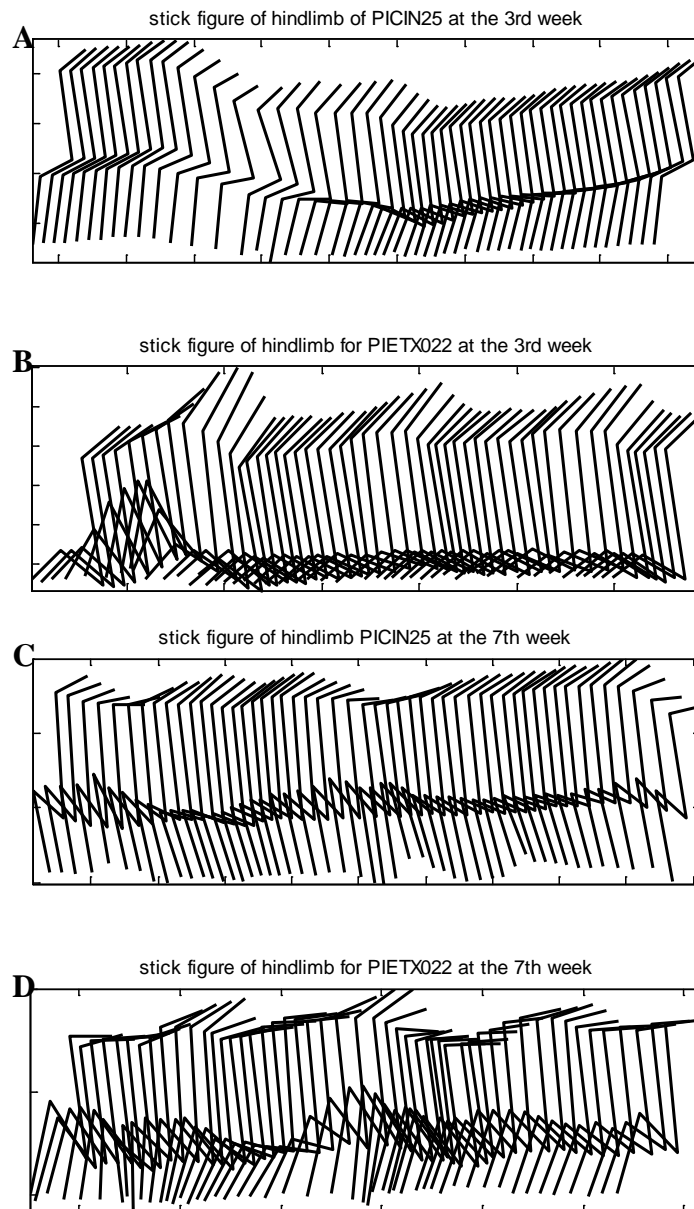 stick figure of hindlimb of PICIN25 at the 3rd week
A
stick figure of hindlimb for PIETX022 at the 3rd week
B
stick figure of hindlimb PICIN25 at the 7th week
C
stick figure of hindlimb for PIETX022 at the 7th week
D